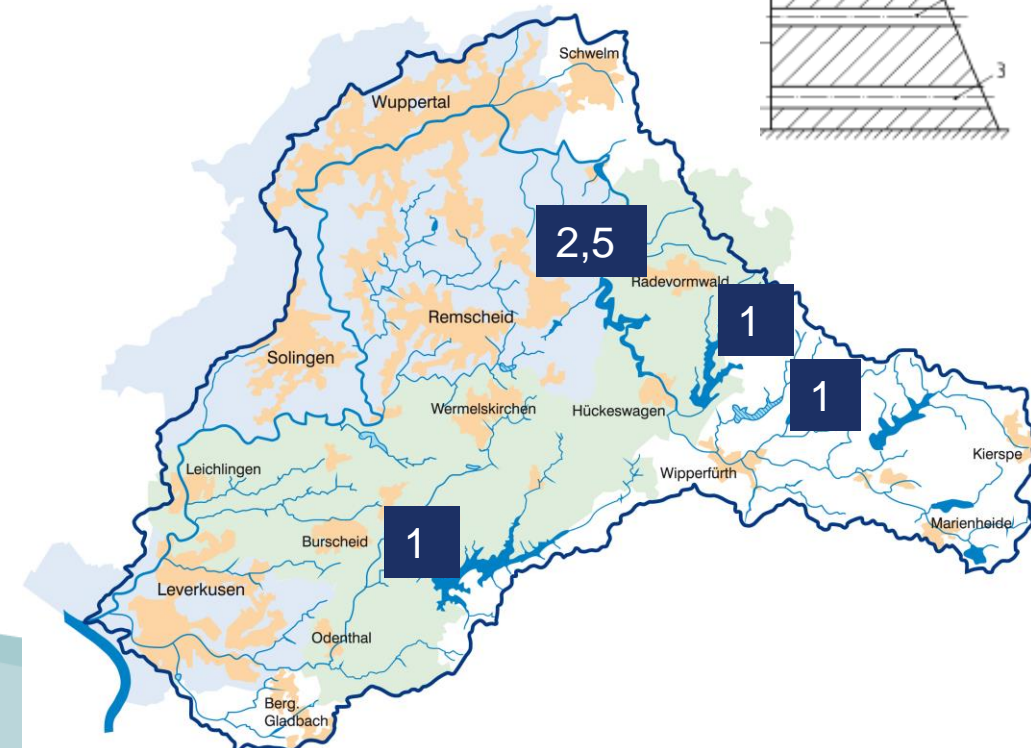 Schwelm
3
Wuppertal
2,5
Radevormwald
1
Remscheid
Solingen
1
Wermelskirchen
Hückeswagen
Kierspe
Leichlingen
Wipperfürth
Marienheide
Burscheid
1
Leverkusen
Odenthal
Berg.
Gladbach